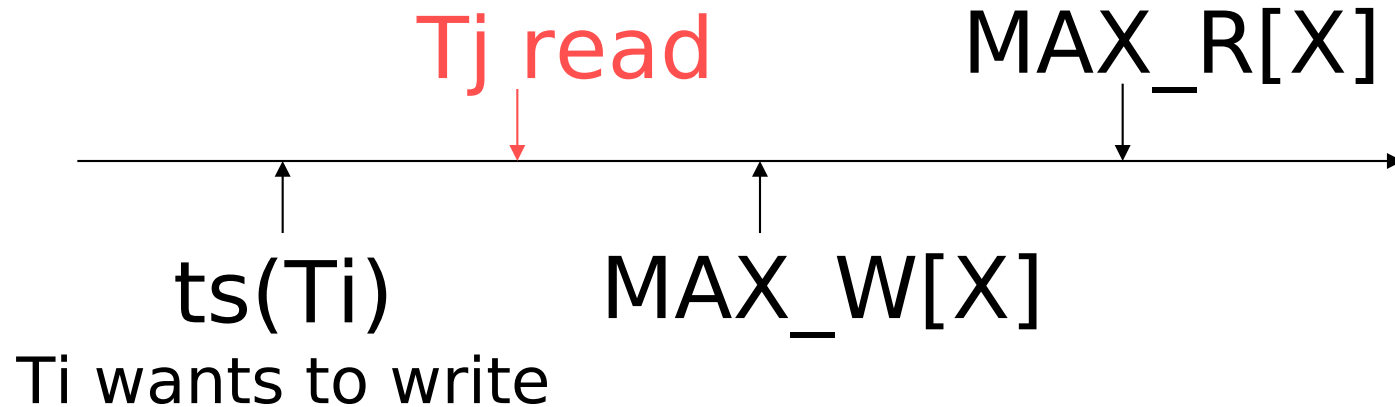 Tj read
MAX_R[X]
ts(Ti)
MAX_W[X]
Ti wants to write